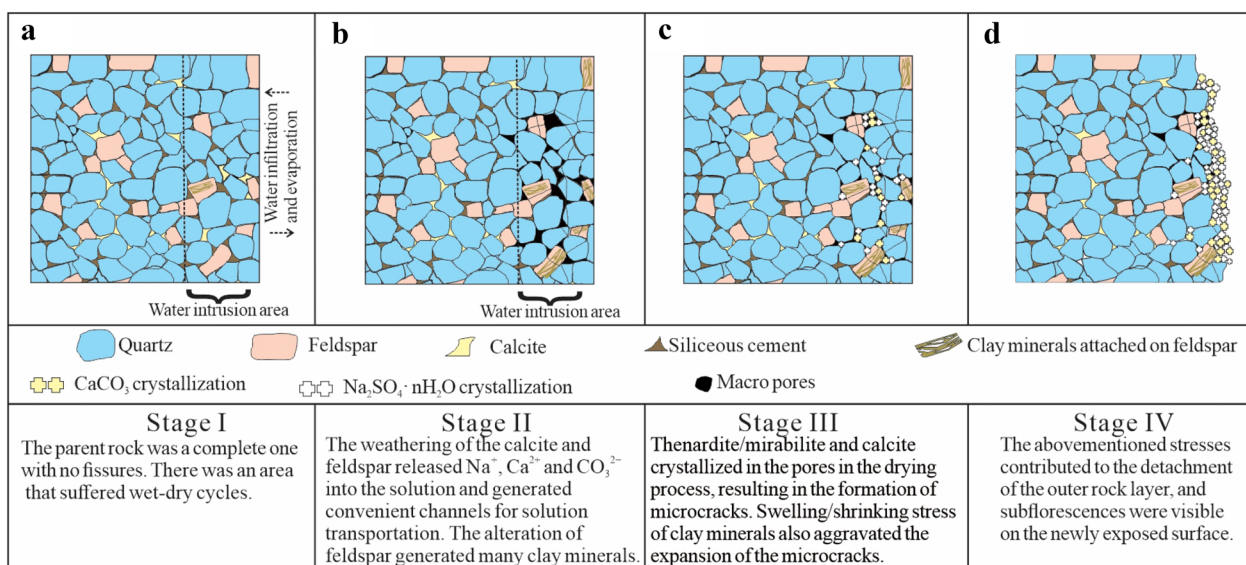 a
b
c
d
Water infiltration
and evaporation
Water intrusion area
Water intrusion area
Quartz
Feldspar
Calcite
Siliceous cement
Clay minerals attached on feldspar
CaCO₃ crystallization
Na₂SO₄· nH₂O crystallization
Macro pores
Stage I
The parent rock was a complete one
with no fissures. There was an area
that suffered wet-dry cycles.
Stage II
The weathering of the calcite and
feldspar released Na⁺, Ca²⁺ and CO₃²⁻
into the solution and generated
convenient channels for solution
transportation. The alteration of
feldspar generated many clay minerals.
Stage III
Thenardite/mirabilite and calcite
crystallized in the pores in the drying
process, resulting in the formation of
microcracks. Swelling/shrinking stress
of clay minerals also aggravated the
expansion of the microcracks.
Stage IV
The abovementioned stresses
contributed to the detachment
of the outer rock layer, and
subflorescences were visible
on the newly exposed surface.